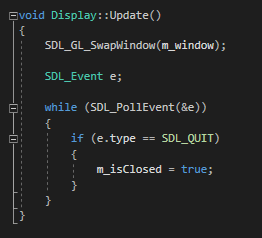 void Display::Update()
{
    SDL_GL_SwapWindow(m_window);
    SDL_Event e;
    while (SDL_PollEvent(&e))
    {
        if (e.type == SDL_QUIT)
        {
            m_isClosed = true;
        }
    }
}